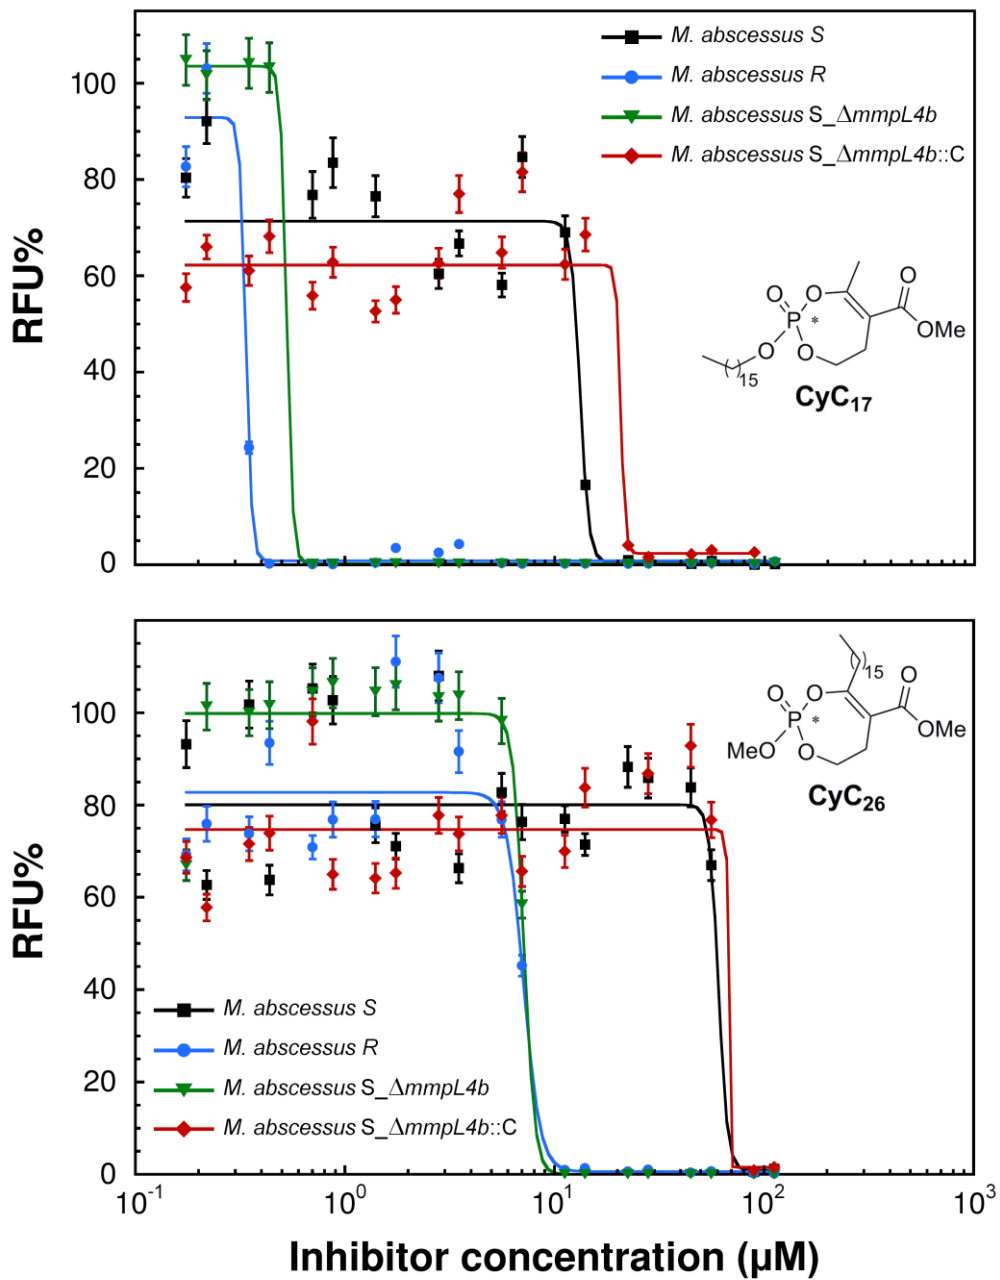 M. abscessus S
M. abscessus R
M. abscessus S_ΔmmpL4b
M. abscessus S_ΔmmpL4b::C
100
80
60
40
20
0
RFU%
O
O
P
*
O
O
O
OMe
15
CyC17
100
80
60
40
20
0
RFU%
15
O
O
P
*
O
MeO
O
OMe
CyC26
M. abscessus S
M. abscessus R
M. abscessus S_ΔmmpL4b
M. abscessus S_ΔmmpL4b::C
10-1 100 101 102 103
Inhibitor concentration (µM)